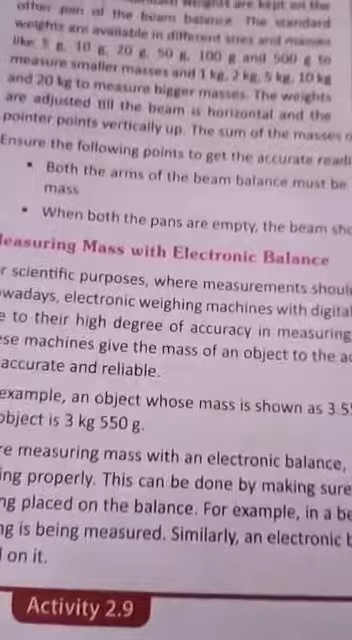 other pan of the beam balance. The standard
weights are available in different sizes and masses
like 5 g, 10 g, 20 g, 50 g, 100 g and 500 g to
measure smaller masses and 1 kg, 2 kg, 5 kg, 10 kg
and 20 kg to measure bigger masses. The weights
are adjusted till the beam is horizontal and the
pointer points vertically up. The sum of the masses o
Ensure the following points to get the accurate readi
• Both the arms of the beam balance must be
mass
• When both the pans are empty, the beam sho
Measuring Mass with Electronic Balance
r scientific purposes, where measurements shoul
owadays, electronic weighing machines with digital
e to their high degree of accuracy in measuring
ese machines give the mass of an object to the ac
accurate and reliable.
example, an object whose mass is shown as 3.55
object is 3 kg 550 g.
re measuring mass with an electronic balance,
ing properly. This can be done by making sure
ng placed on the balance. For example, in a be
ng is being measured. Similarly, an electronic b
on it.
Activity 2.9